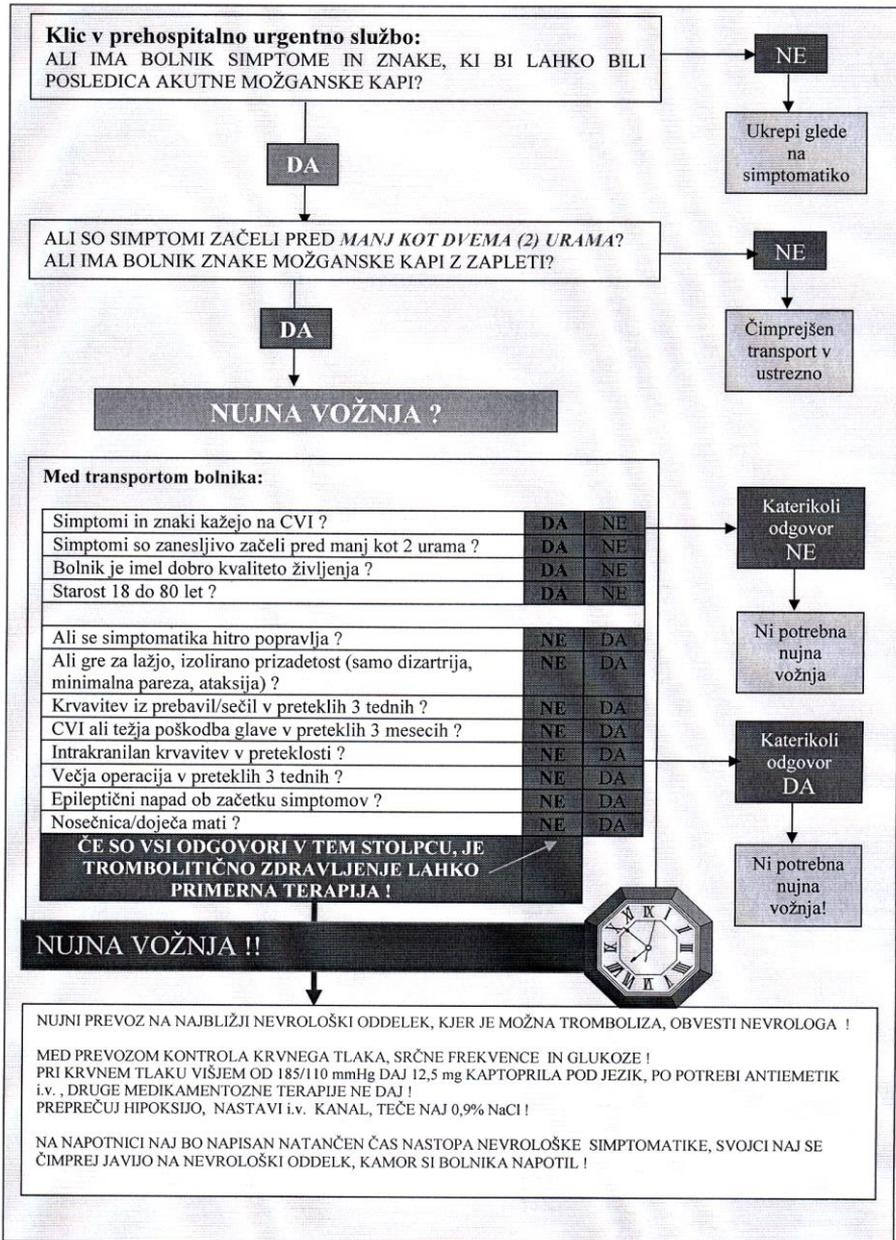 Klic v prehospitalno urgentno službo:
ALI IMA BOLNIK SIMPTOME IN ZNAKE, KI BI LAHKO BILI
POSLEDICA AKUTNE MOŽGANSKE KAPI?
NE
Ukrepi glede
na
simptomatiko
DA
ALI SO SIMPTOMI ZAČELI PRED MANJ KOT DVEMA (2) URAMA?
ALI IMA BOLNIK ZNAKE MOŽGANSKE KAPI Z ZAPLETI?
NE
Čimprejšen
transport v
ustrezno
DA
NUJNA VOŽNJA ?
Med transportom bolnika:
Simptomi in znaki kažejo na CVI ? DA NE
Simptomi so zanesljivo začeli pred manj kot 2 urama ? DA NE
Bolnik je imel dobro kvaliteto življenja ? DA NE
Starost 18 do 80 let ? DA NE
Katerikoli
odgovor
NE
Ni potrebna
nujna
vožnja
Ali se simptomatika hitro popravlja ? NE DA
Ali gre za lažjo, izolirano prizadetost (samo dizartrija, NE DA
minimalna pareza, ataksija) ?
Krvavitev iz prebavil/sečil v preteklih 3 tednih ? NE DA
CVI ali težja poškodba glave v preteklih 3 mesecih ? NE DA
Intrakranilan krvavitev v preteklosti ? NE DA
Večja operacija v preteklih 3 tednih ? NE DA
Epileptični napad ob začetku simptomov ? NE DA
Nosečnica/doječa mati ? NE DA
Katerikoli
odgovor
DA
Ni potrebna
nujna
vožnja!
ČE SO VSI ODGOVORI V TEM STOLPCU, JE
TROMBOLITIČNO ZDRAVLJENJE LAHKO
PRIMERNA TERAPIJA !
NUJNA VOŽNJA !!
NUJNI PREVOZ NA NAJBLIŽJI NEVROLOŠKI ODDELEK, KJER JE MOŽNA TROMBOLIZA, OBVESTI NEVROLOGA !
MED PREVOZOM KONTROLA KRVNEGA TLAKA, SRČNE FREKVENCE IN GLUKOZE !
PRI KRVNEM TLAKU VIŠJEM OD 185/110 mmHg DAJ 12,5 mg KAPTOPRILA POD JEZIK, PO POTREBI ANTIEMETIK
i.v. , DRUGE MEDIKAMENTOZNE TERAPIJE NE DAJ !
PREPREČUJ HIPOKSIJO, NASTAVI i.v. KANAL, TEČE NAJ 0,9% NaCl !
NA NAPOTNICI NAJ BO NAPISAN NATANČEN ČAS NASTOPA NEVROLOŠKE SIMPTOMATIKE, SVOJCI NAJ SE
ČIMPREJ JAVIJO NA NEVROLOŠKI ODDELK, KAMOR SI BOLNIKA NAPOTIL !